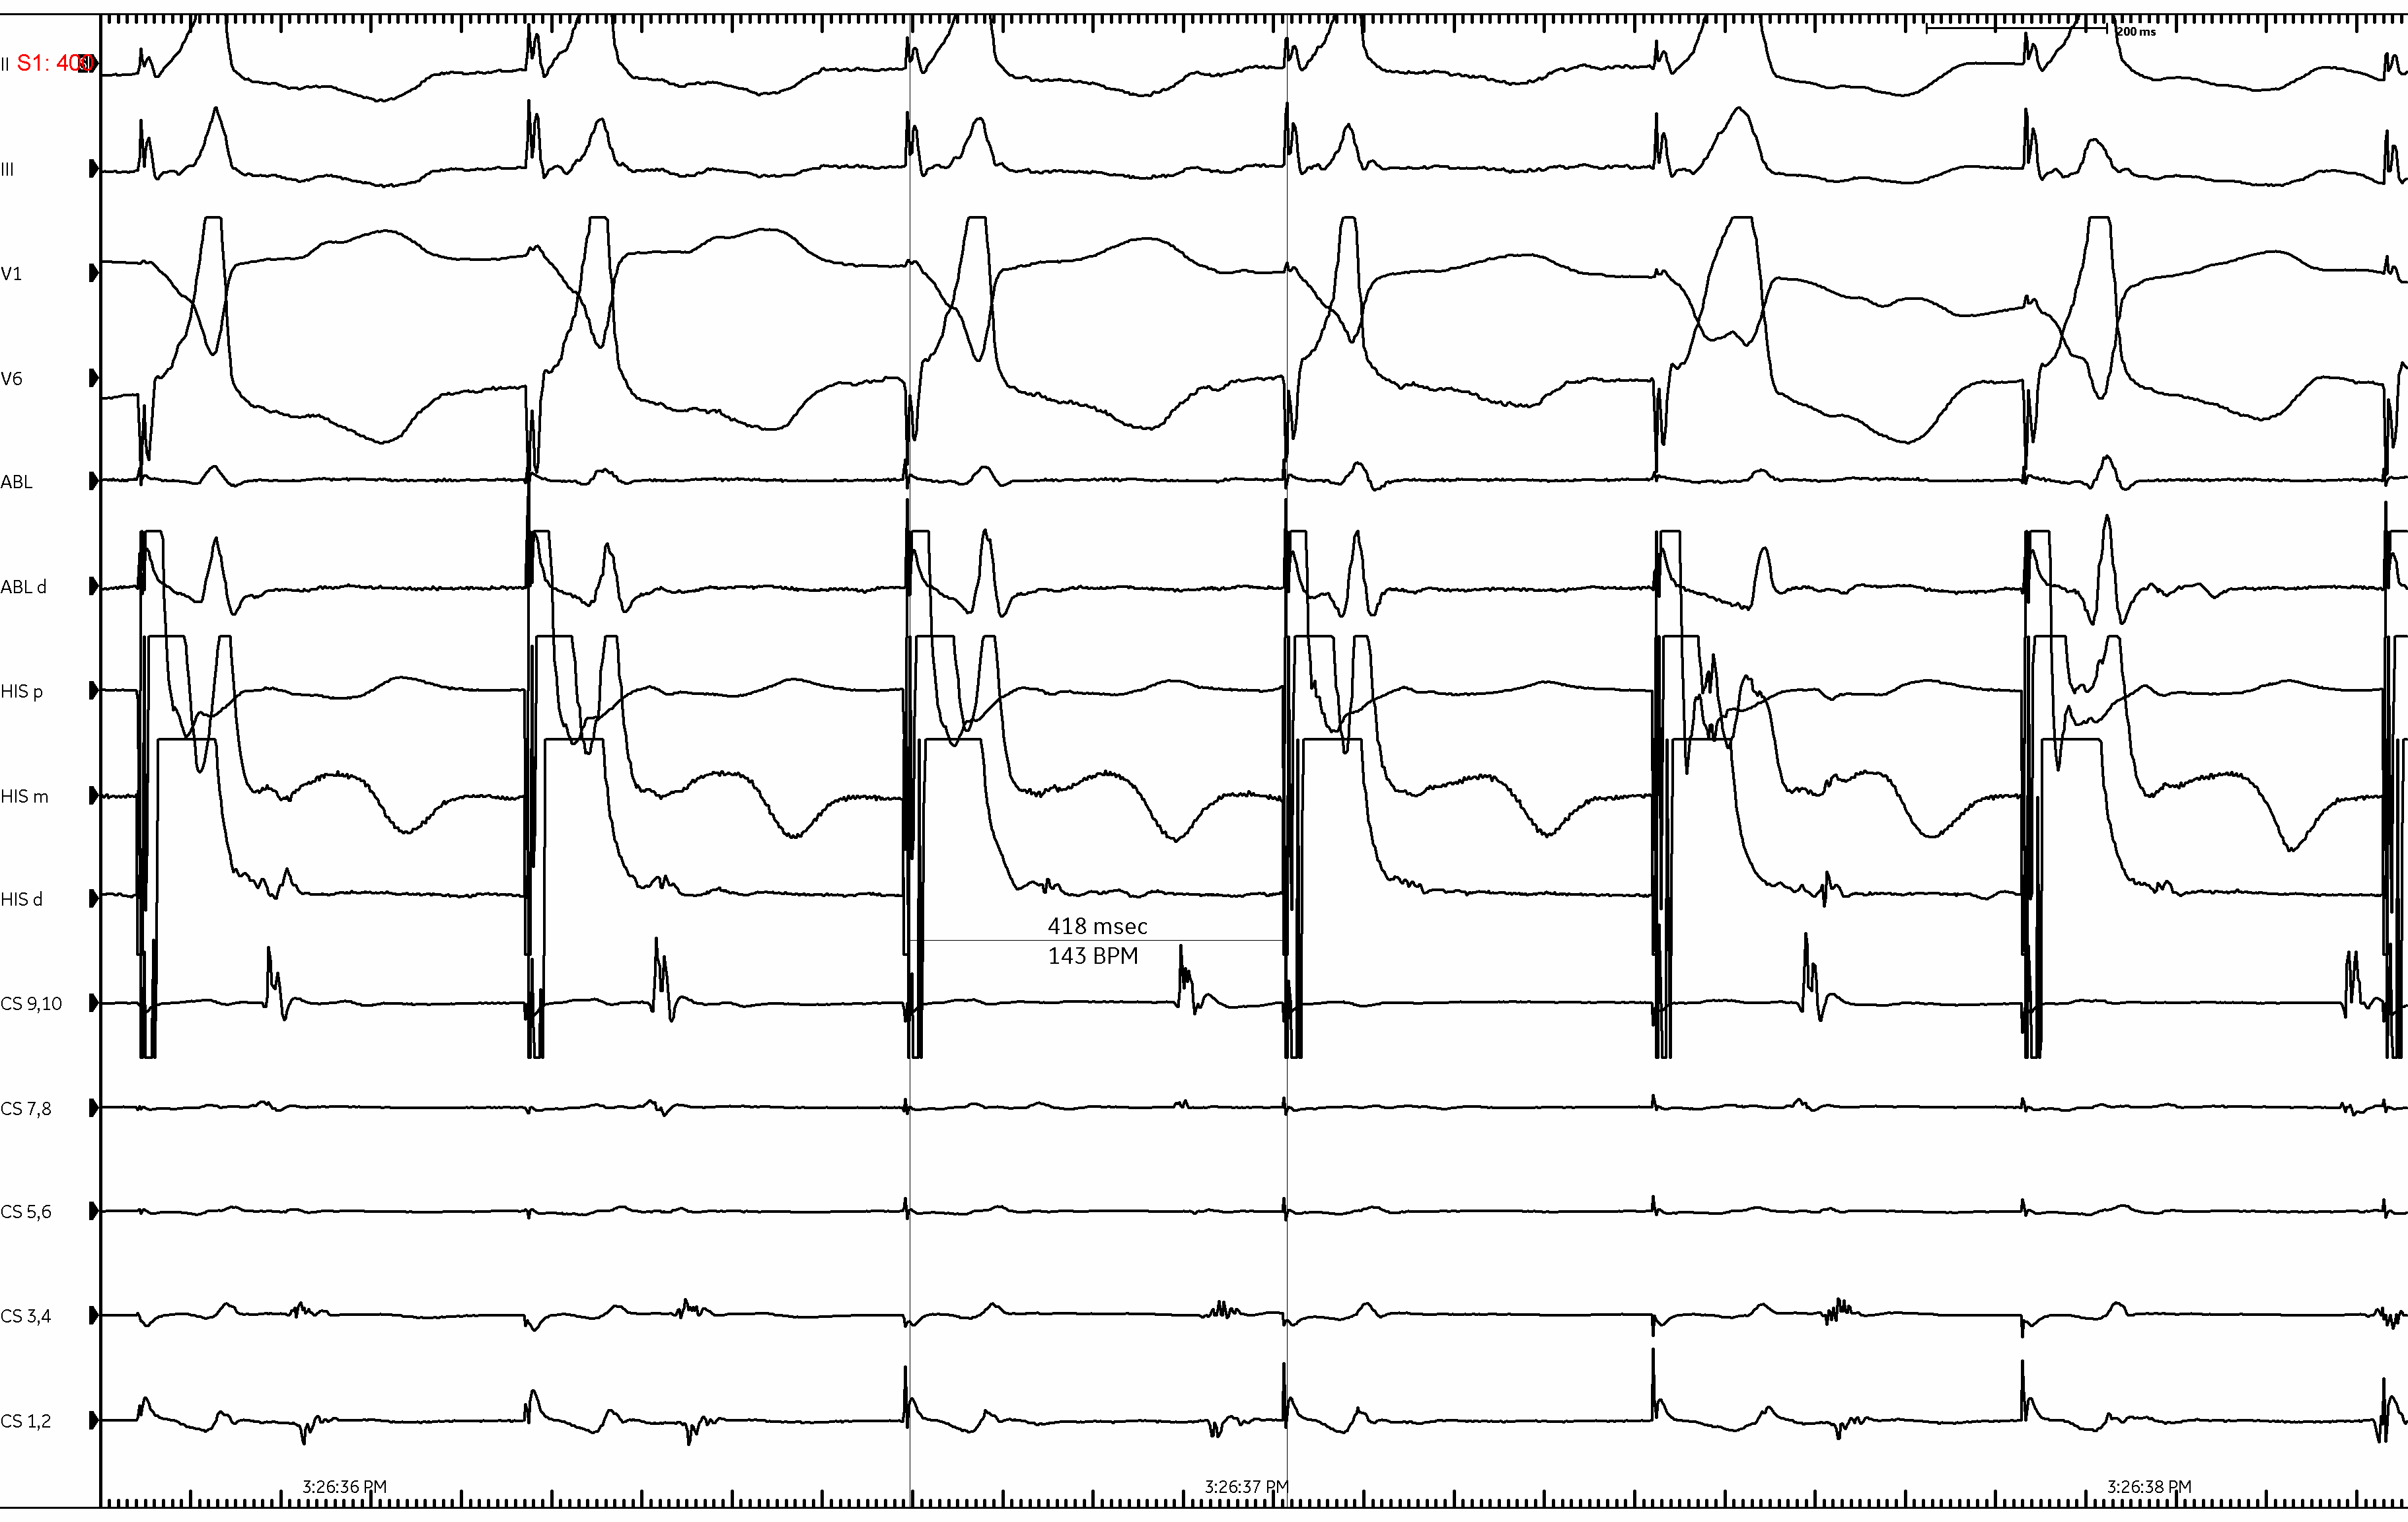 200 ms
II S1: 400
III
V1
V6
ABL
ABL d
HIS p
HIS m
HIS d
418 msec
143 BPM
CS 9,10
CS 7,8
CS 5,6
CS 3,4
CS 1,2
3:26:36 PM 3:26:37 PM 3:26:38 PM